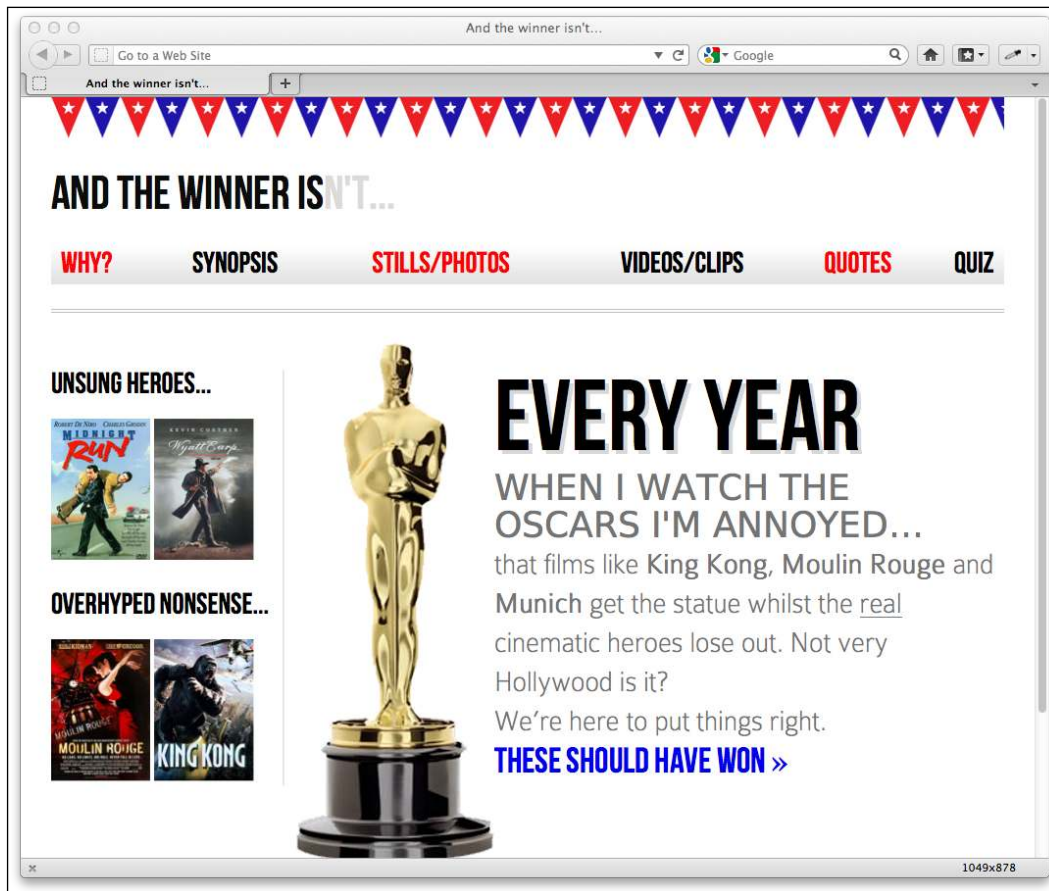 And the winner isn't...
Go to a Web Site
Google
And the winner isn't...
AND THE WINNER ISN'T...
WHY? SYNOPSIS STILLS/PHOTOS VIDEOS/CLIPS QUOTES QUIZ
UNSUNG HEROES...
ROBERT DE NIRO CHARLES GRODIN
MIDNIGHT
RUN
KEVIN COSTNER
Wyatt Earp
OVERHYPED NONSENSE...
MOULIN ROUGE
MOULIN ROUGE
KING KONG
EVERY YEAR
WHEN I WATCH THE
OSCARS I'M ANNOYED...
that films like King Kong, Moulin Rouge and
Munich get the statue whilst the real
cinematic heroes lose out. Not very
Hollywood is it?
We're here to put things right.
THESE SHOULD HAVE WON »
1049x878